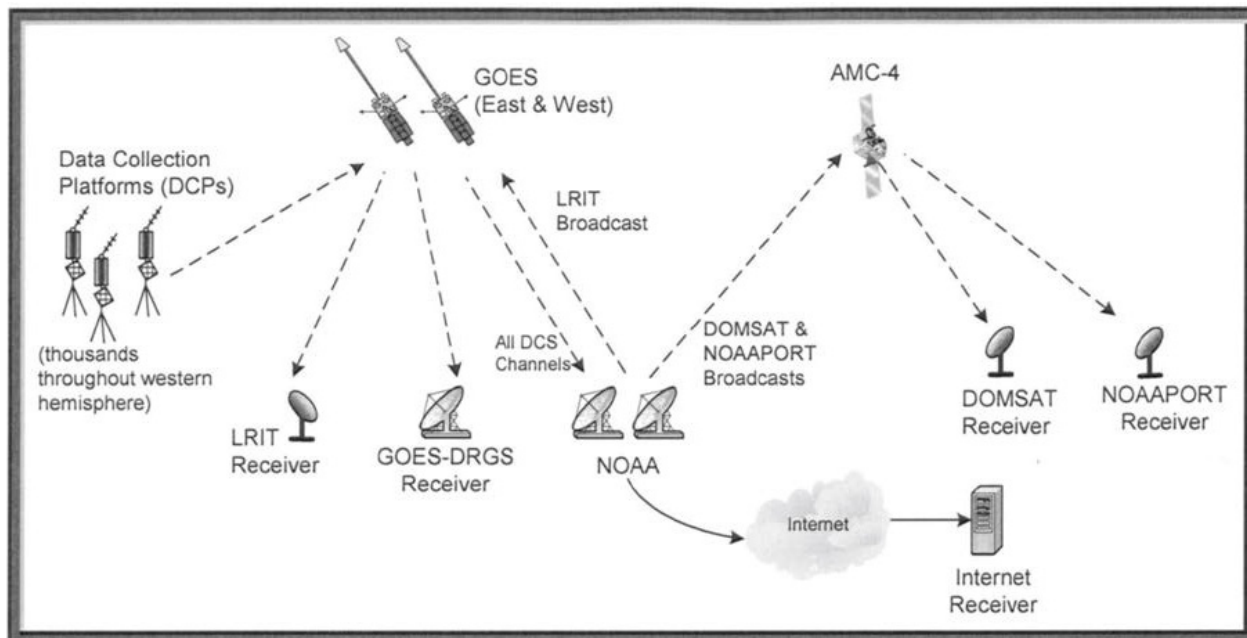 GOES
(East & West)
AMC-4
Data Collection
Platforms (DCPs)
LRIT
Broadcast
(thousands
throughout western
hemisphere)
All DCS
Channels
DOMSAT &
NOAAPORT
Broadcasts
LRIT
Receiver
GOES-DRGS
Receiver
NOAA
DOMSAT
Receiver
NOAAPORT
Receiver
Internet
Internet
Receiver